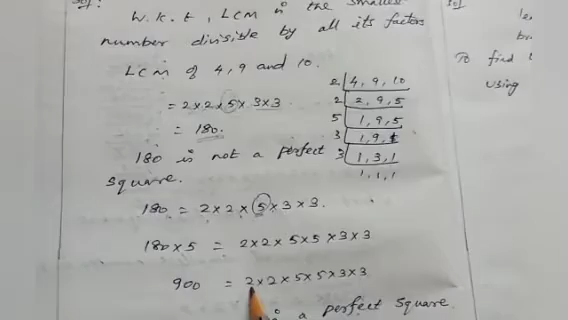 Sol:
W.K.t, LCM is the smallest
number divisible by all its factors
LCM of 4, 9 and 10.
= 2×2×5×3×3
= 180.
180 is not a perfect
square.
2 | 4, 9, 10
2 | 2, 9, 5
5 | 1, 9, 5
3 | 1, 9, 1
3 | 1, 3, 1
1, 1, 1
180 = 2×2×5×3×3.
180×5 = 2×2×5×5×3×3
900 = 2×2×5×5×3×3
is a perfect square.
Sol
To find
using